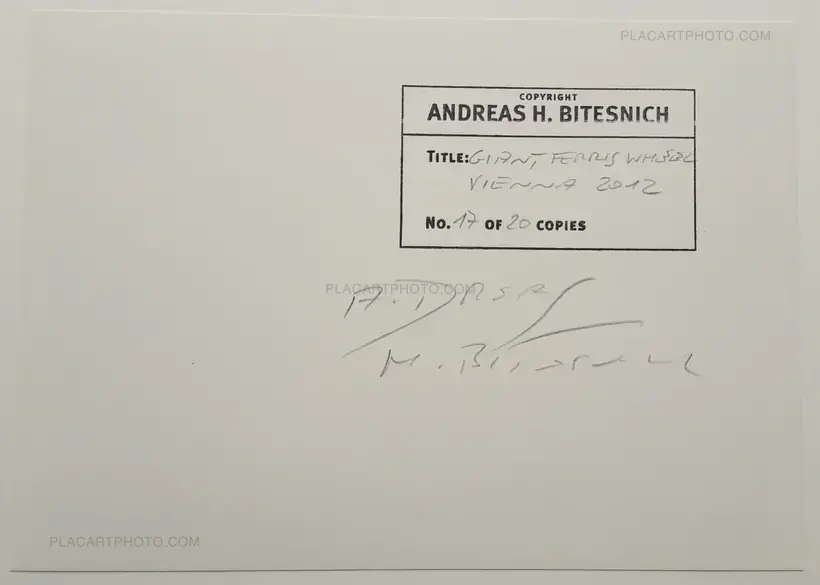 PLACARTPHOTO.COM
COPYRIGHT
ANDREAS H. BITESNICH
TITLE: GIANT FERRIS WHEEL
VIENNA 2012
No. 17 OF 20 COPIES
PLACARTPHOTO.COM
PLACARTPHOTO.COM